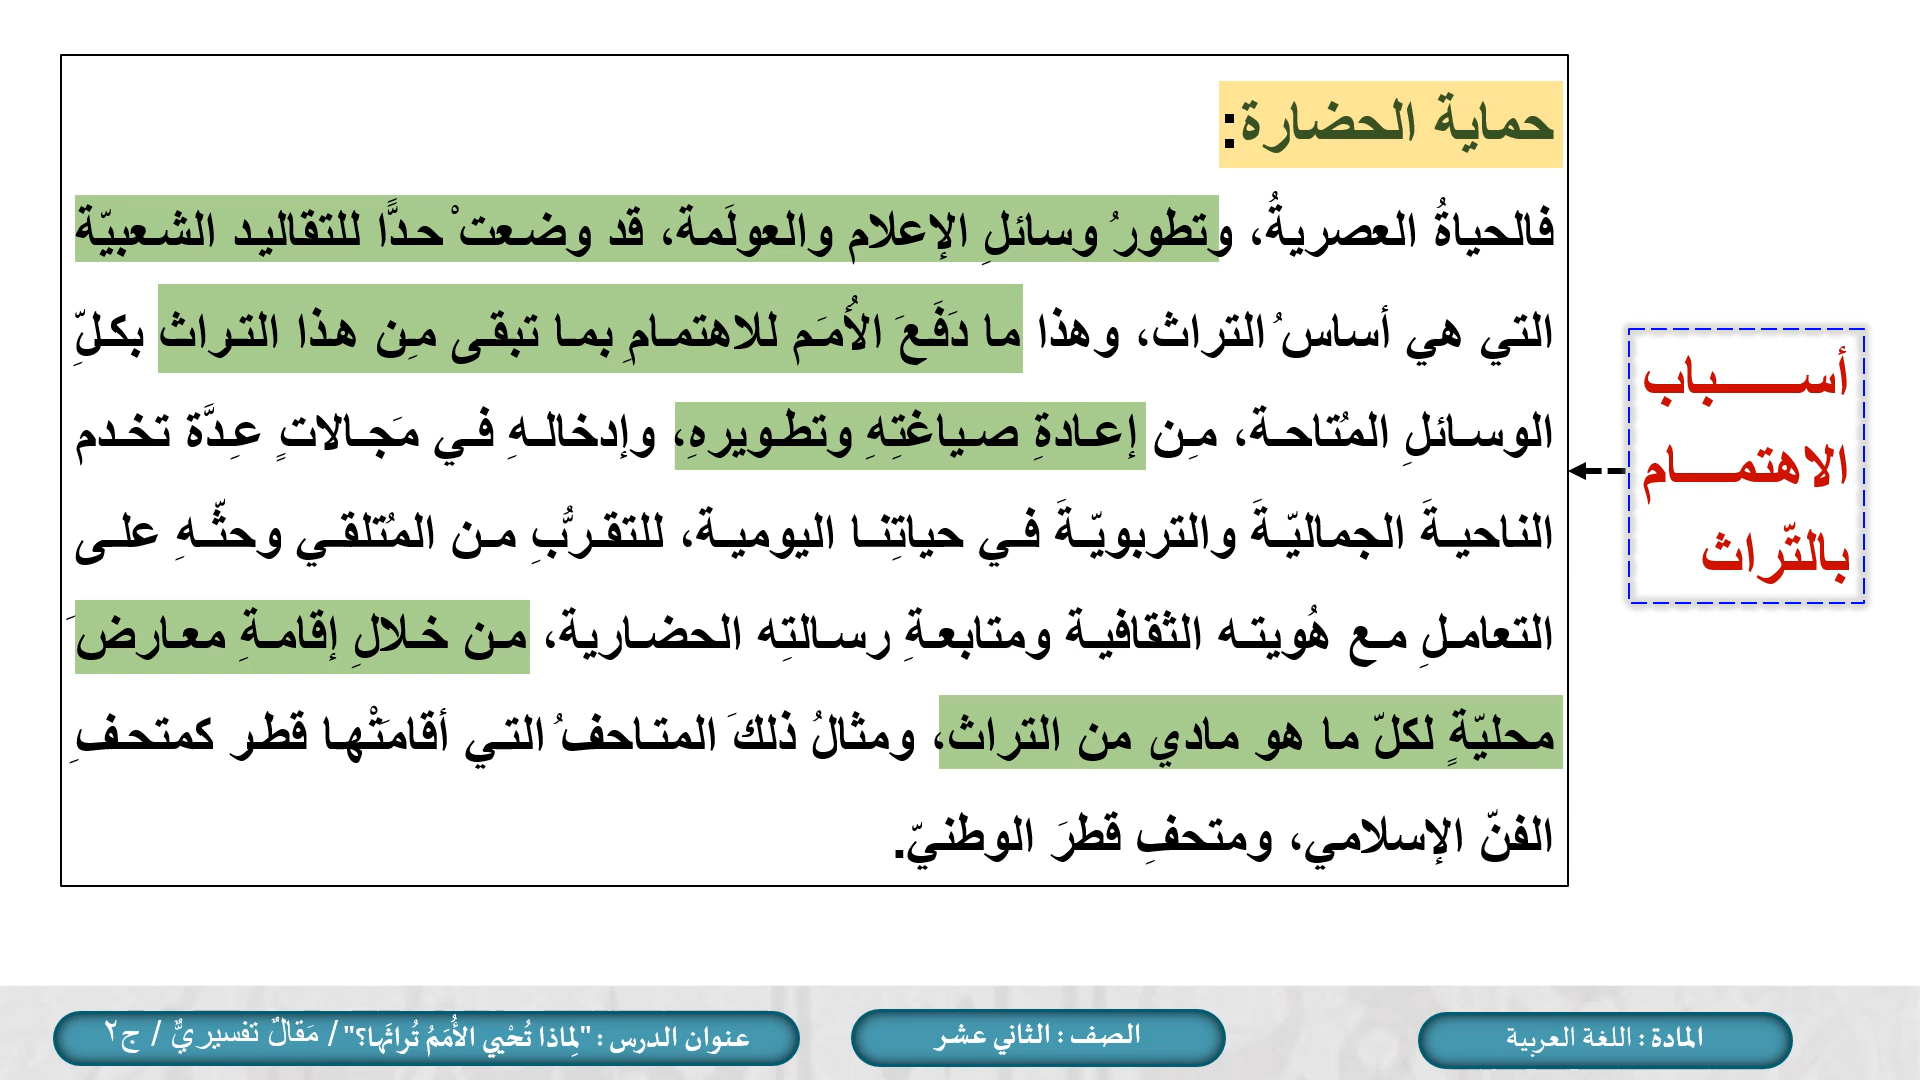 حماية الحضارة:
فالحياةُ العصريةُ، وتطورُ وسائلِ الإعلام والعولَمة، قد وضعتْ حدًّا للتقاليد الشعبيّة
التي هي أساسُ التراث، وهذا ما دَفَعَ الأُمَم للاهتمامِ بما تبقى مِن هذا التراث بكلِّ
الوسائلِ المُتاحة، مِن إعادةِ صياغتِهِ وتطويرهِ، وإدخالهِ في مَجالاتٍ عِدَّة تخدم
الناحيةَ الجماليّةَ والتربويّةَ في حياتِنا اليومية، للتقرُّبِ من المُتلقي وحثّهِ على
التعاملِ مع هُويته الثقافية ومتابعةِ رسالتِه الحضارية، من خلالِ إقامةِ معارضَ
محليّةٍ لكلّ ما هو مادي من التراث، ومثالُ ذلكَ المتاحفُ التي أقامَتْها قطر كمتحفِ
الفنّ الإسلامي، ومتحفِ قطرَ الوطنيّ.
أسباب
الاهتمام
بالتّراث
المادة : اللغة العربية
الصف : الثاني عشر
عنوان الدرس : "لِماذا تُحْيي الأُمَمُ تُراثَها؟" / مَقالٌ تفسيريٌّ / ج٢